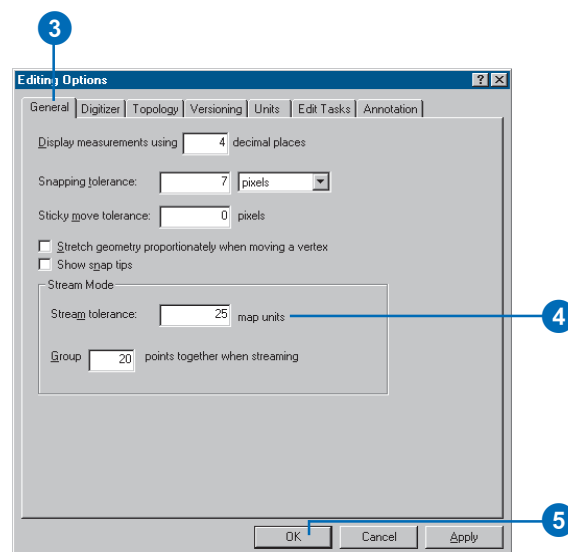 3
Editing Options
General Digitizer Topology Versioning Units Edit Tasks Annotation
Display measurements using 4 decimal places
Snapping tolerance: 7 pixels
Sticky move tolerance: 0 pixels
Stretch geometry proportionately when moving a vertex
Show snap tips
Stream Mode
Stream tolerance: 25 map units
4
Group 20 points together when streaming
5
OK Cancel Apply